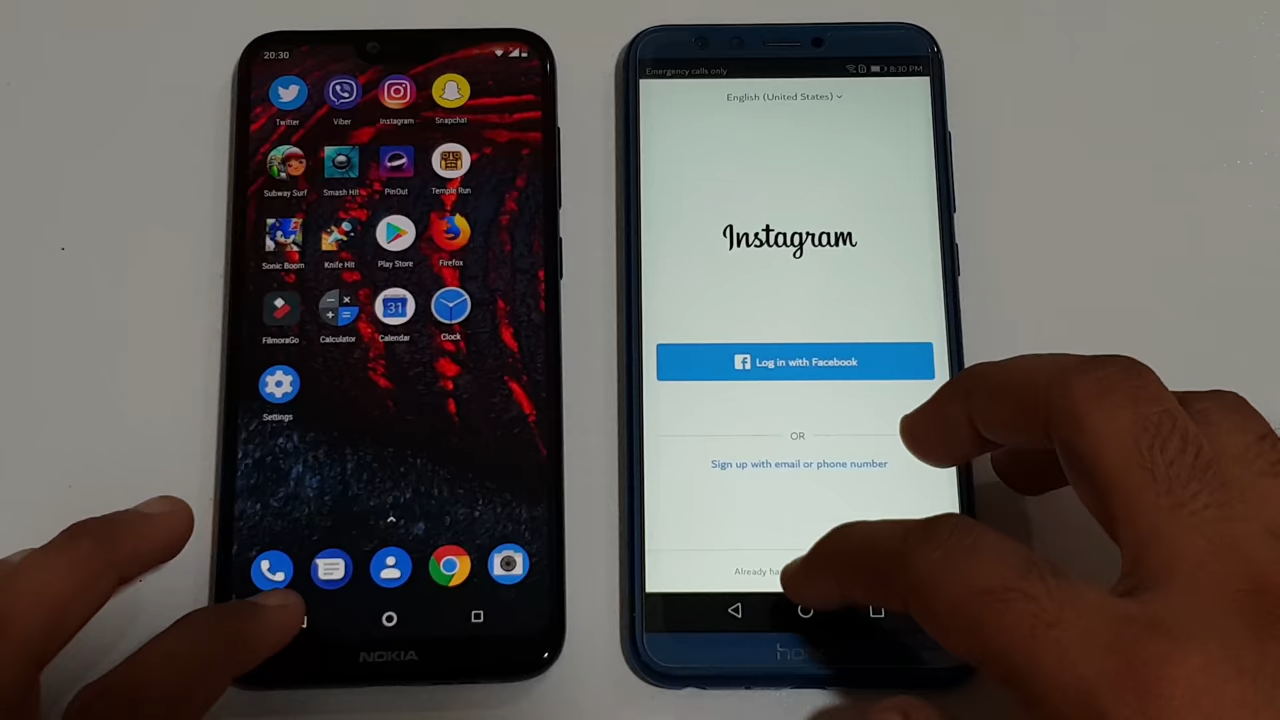 20:30
Twitter
Viber
Instagram
Snapchat
Subway Surf
Smash Hit
PinOut
Temple Run
Sonic Boom
Knife Hit
Play Store
Firefox
31
FilmoraGo
Calculator
Calendar
Clock
Settings
NOKIA
Emergency calls only
8:30 PM
English (United States)
Instagram
Log in with Facebook
OR
Sign up with email or phone number
Already